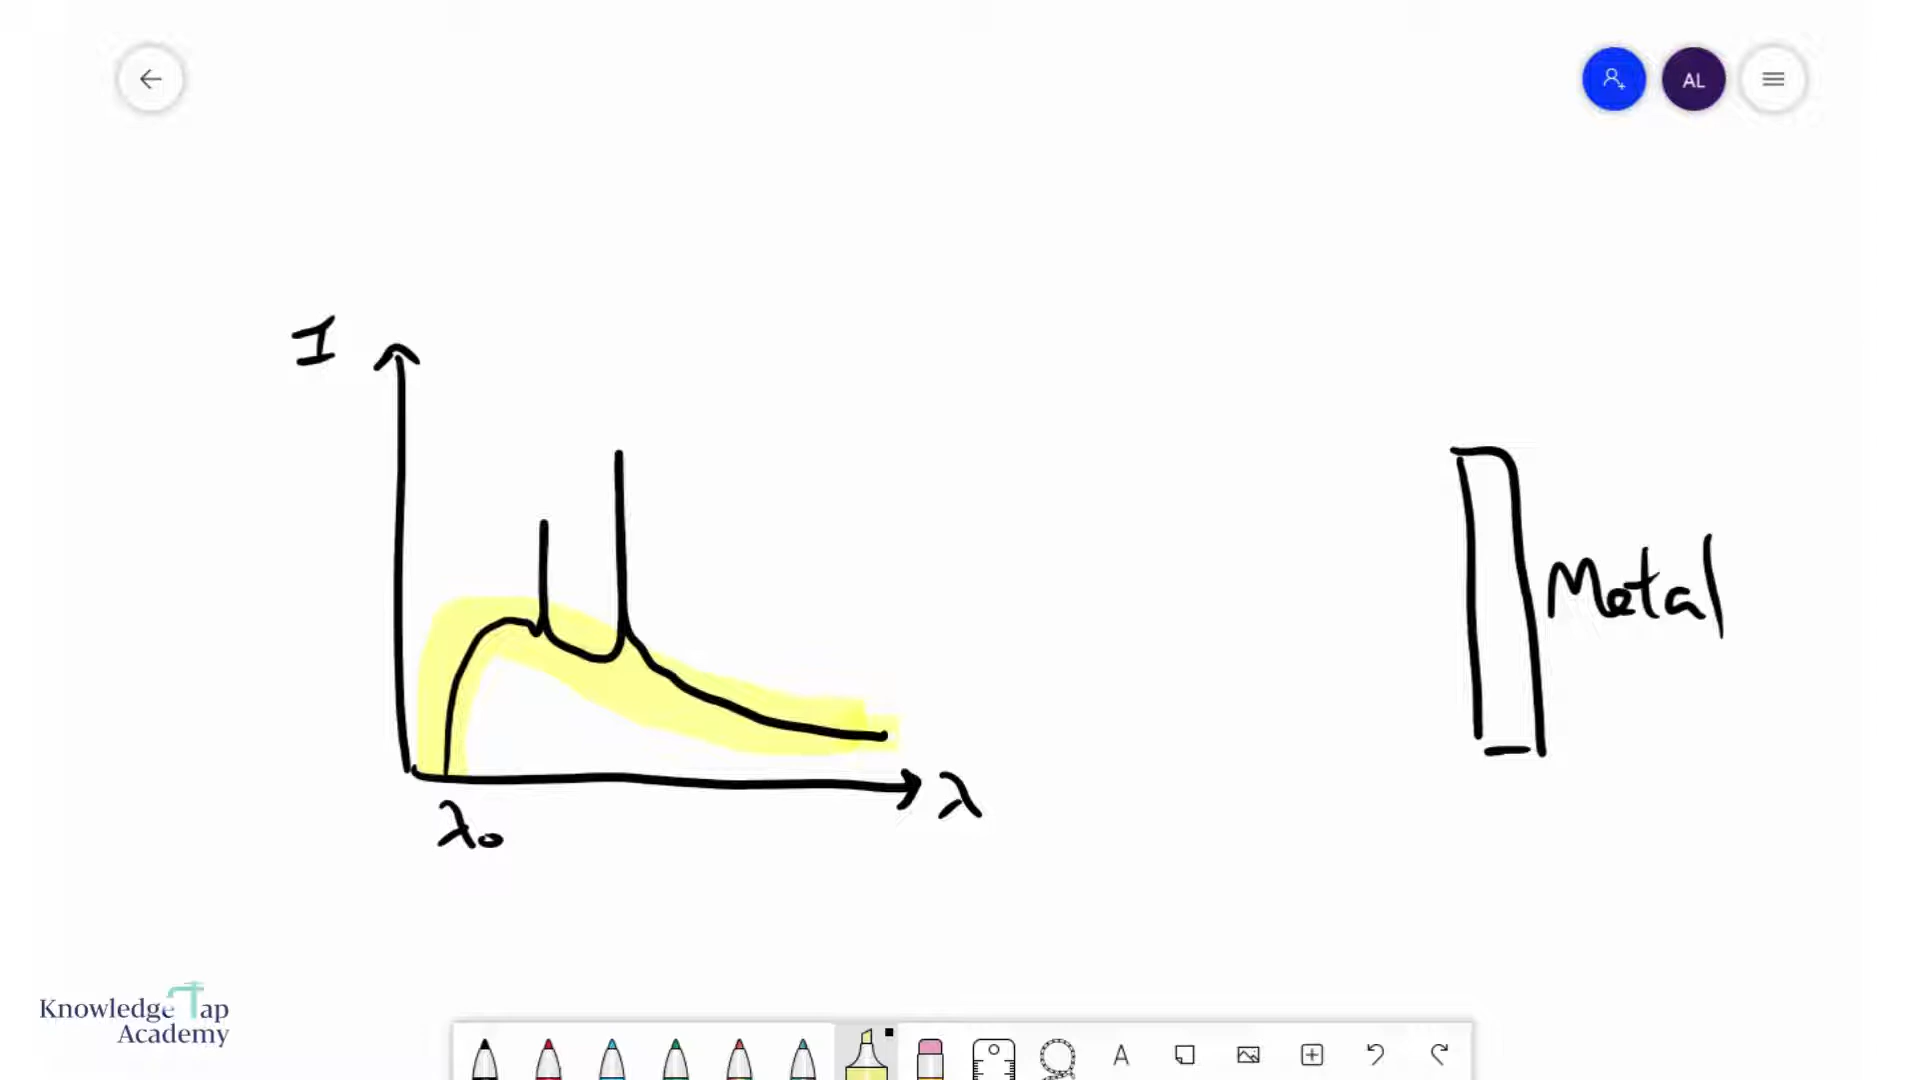 AL
I
Metal
λ
λ₀
Knowledge Tap
Academy
A